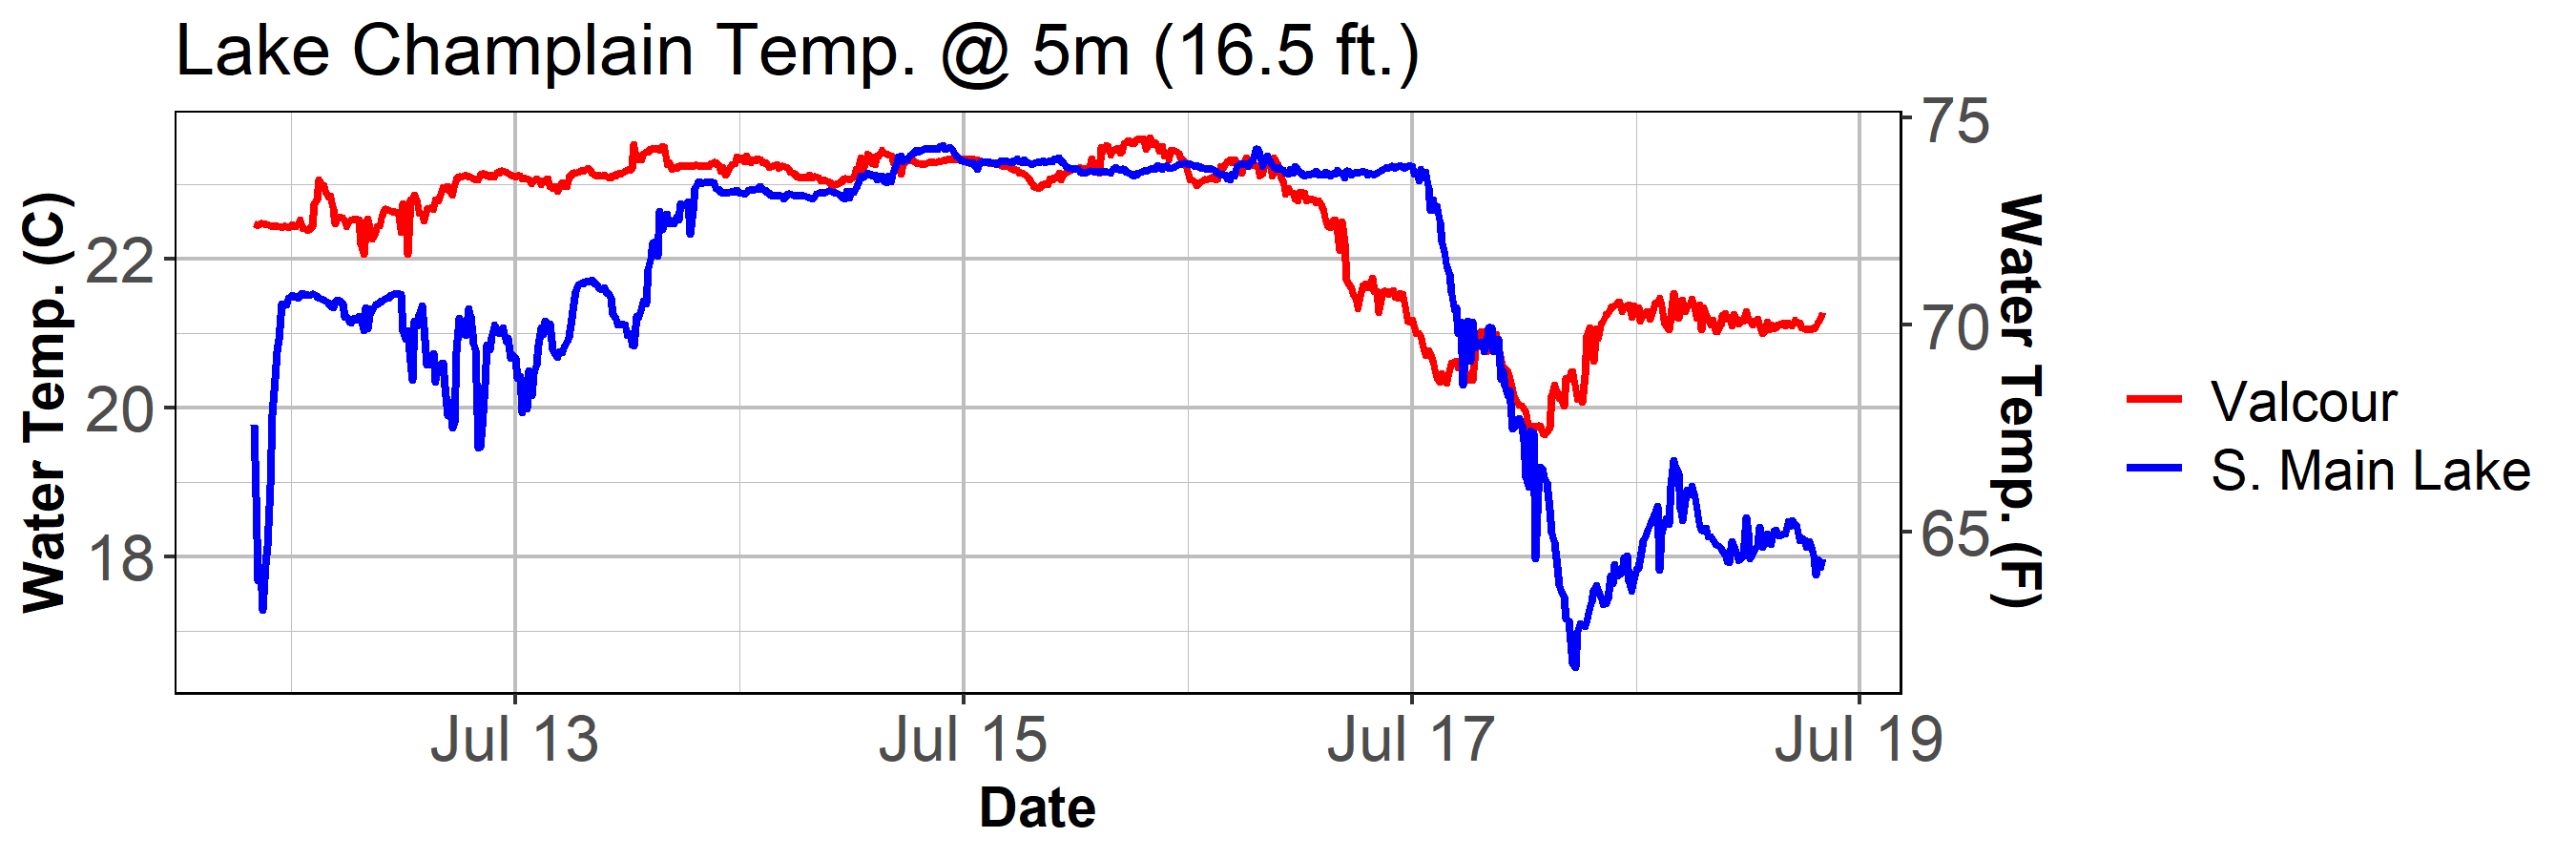 Lake Champlain Temp. @ 5m (16.5 ft.)
Water Temp. (C)
22
20
18
75
70
65
Water Temp. (F)
Jul 13
Jul 15
Jul 17
Jul 19
Date
Valcour
S. Main Lake